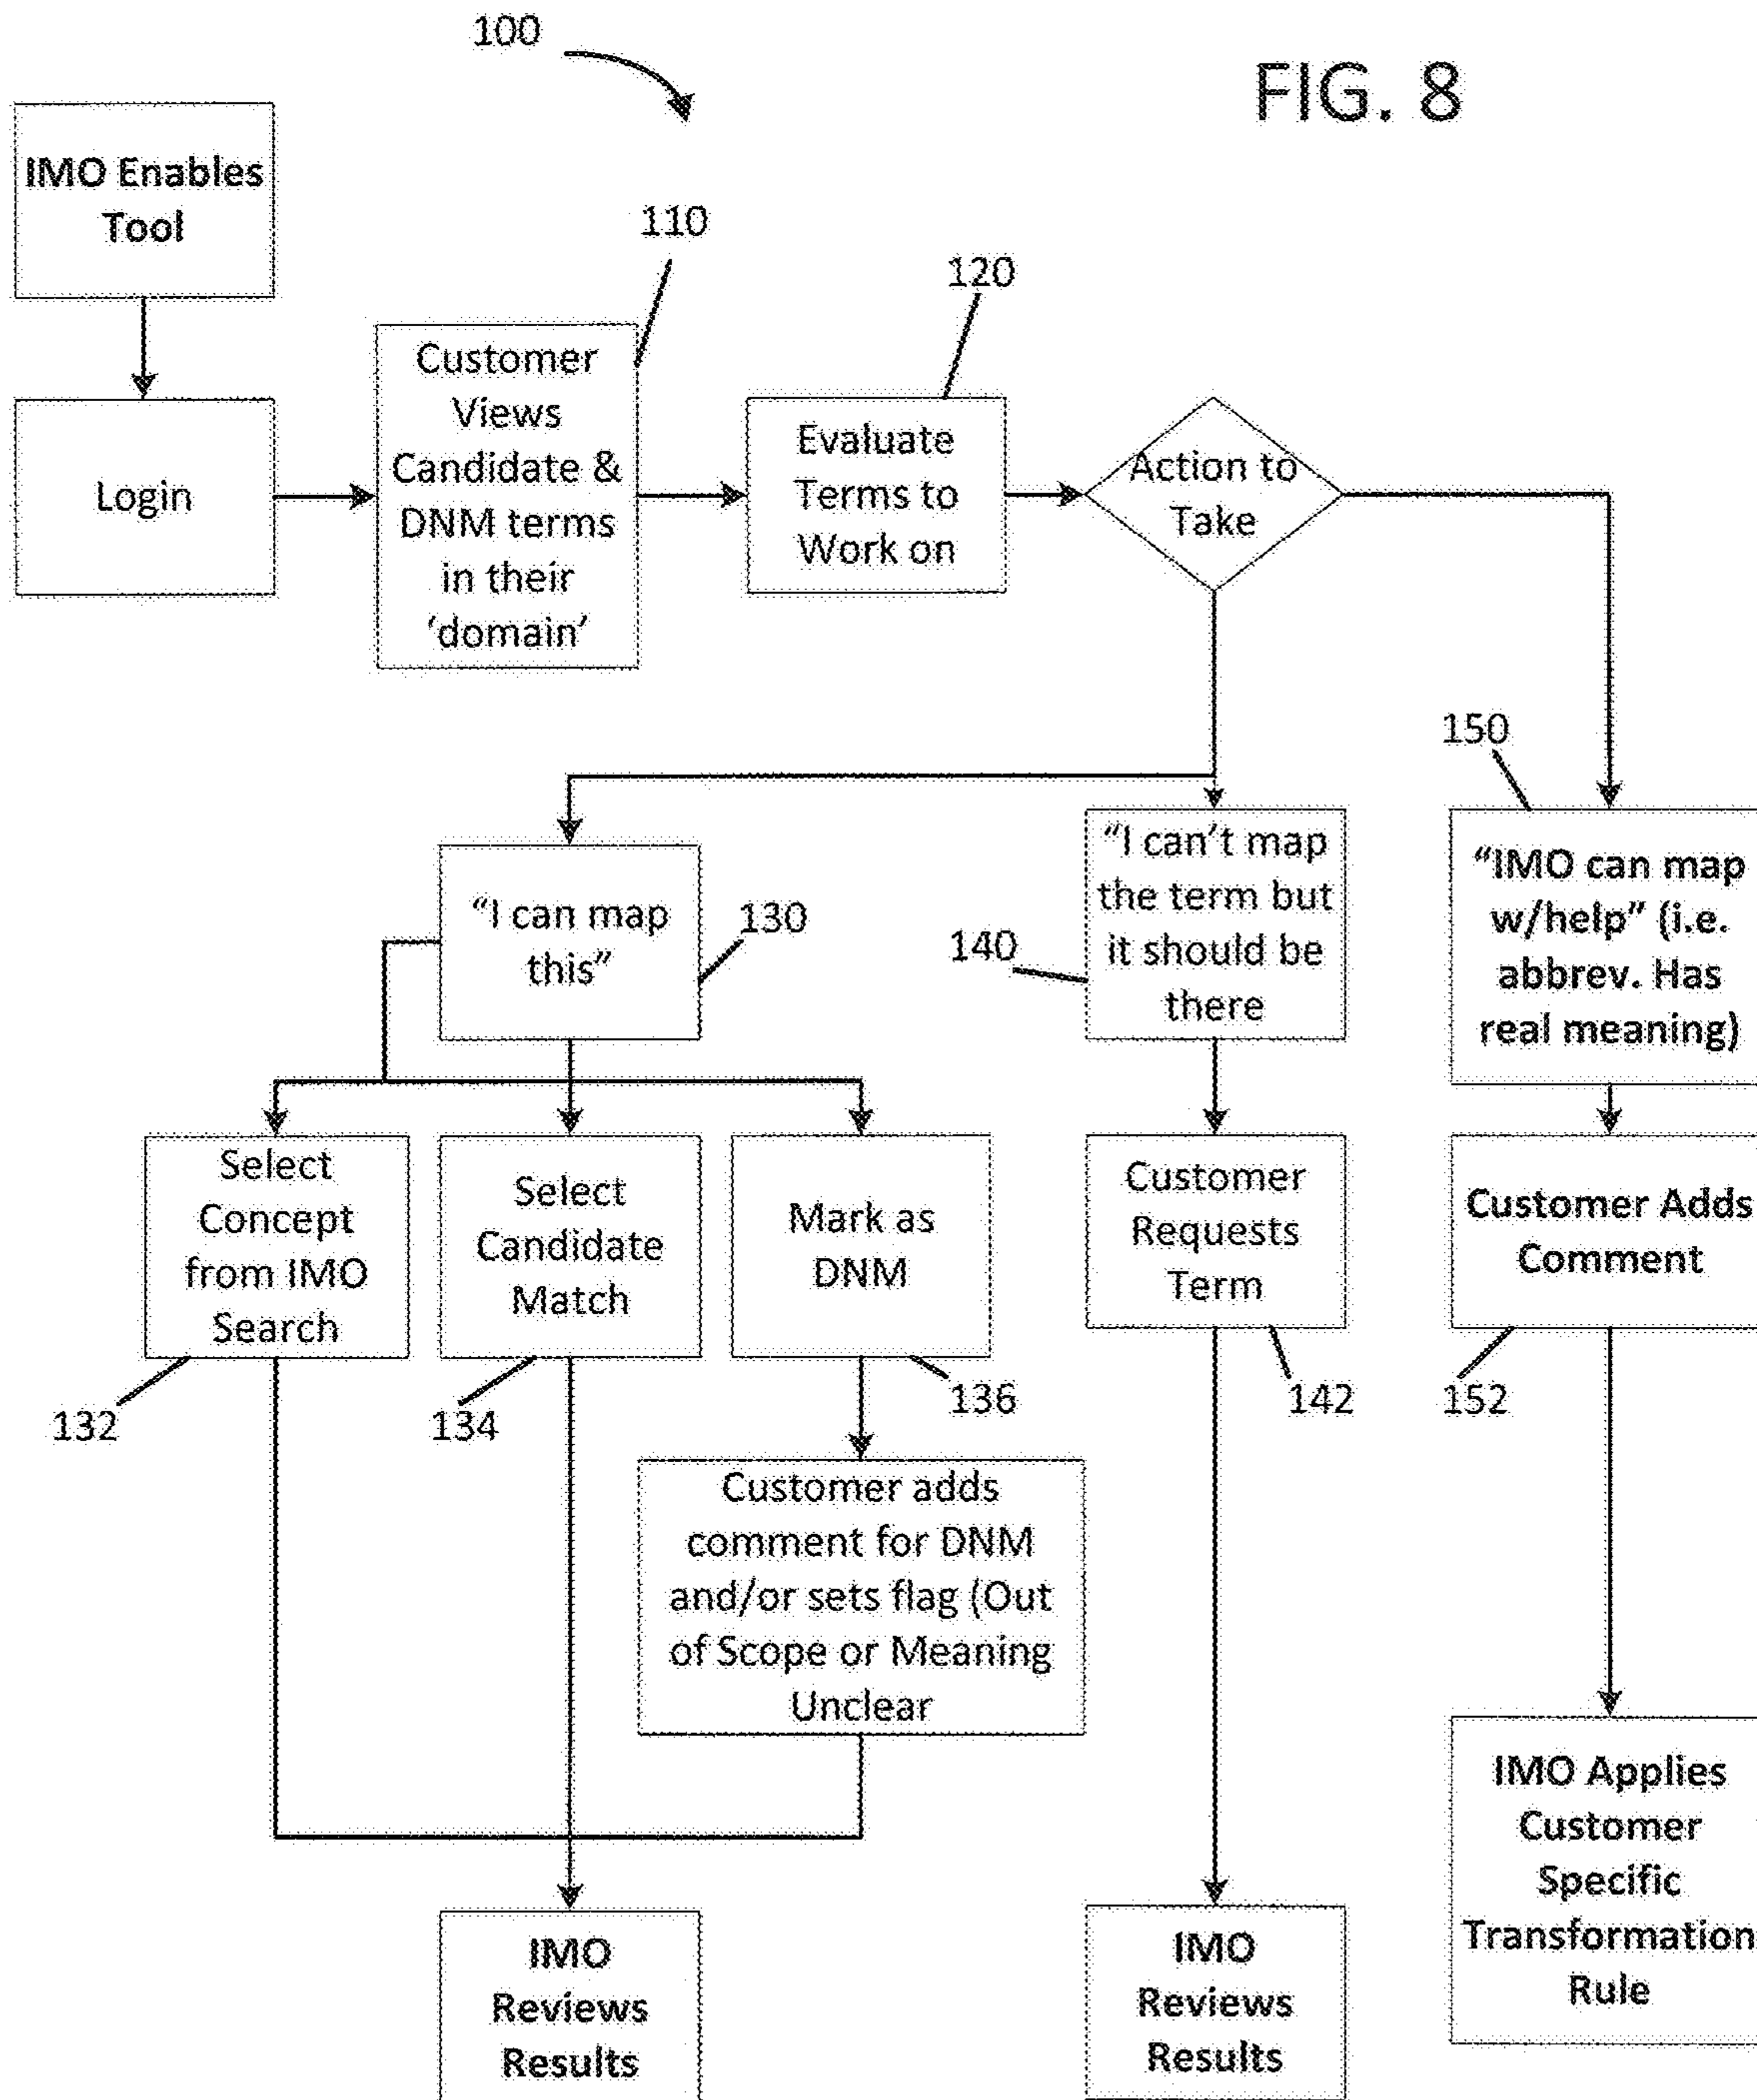 100
FIG. 8
IMO Enables
Tool
110
120
Login
Customer
Views
Candidate &
DNM terms
in their
‘domain’
Evaluate
Terms to
Work on
Action to
Take
150
“I can map
this”
130
140
“I can’t map
the term but
it should be
there
“IMO can map
w/help” (i.e.
abbrev. Has
real meaning)
Select
Concept
from IMO
Search
Select
Candidate
Match
Mark as
DNM
Customer
Requests
Term
Customer Adds
Comment
132
134
136
142
152
Customer adds
comment for DNM
and/or sets flag (Out
of Scope or Meaning
Unclear
IMO
Reviews
Results
IMO
Reviews
Results
IMO Applies
Customer
Specific
Transformation
Rule